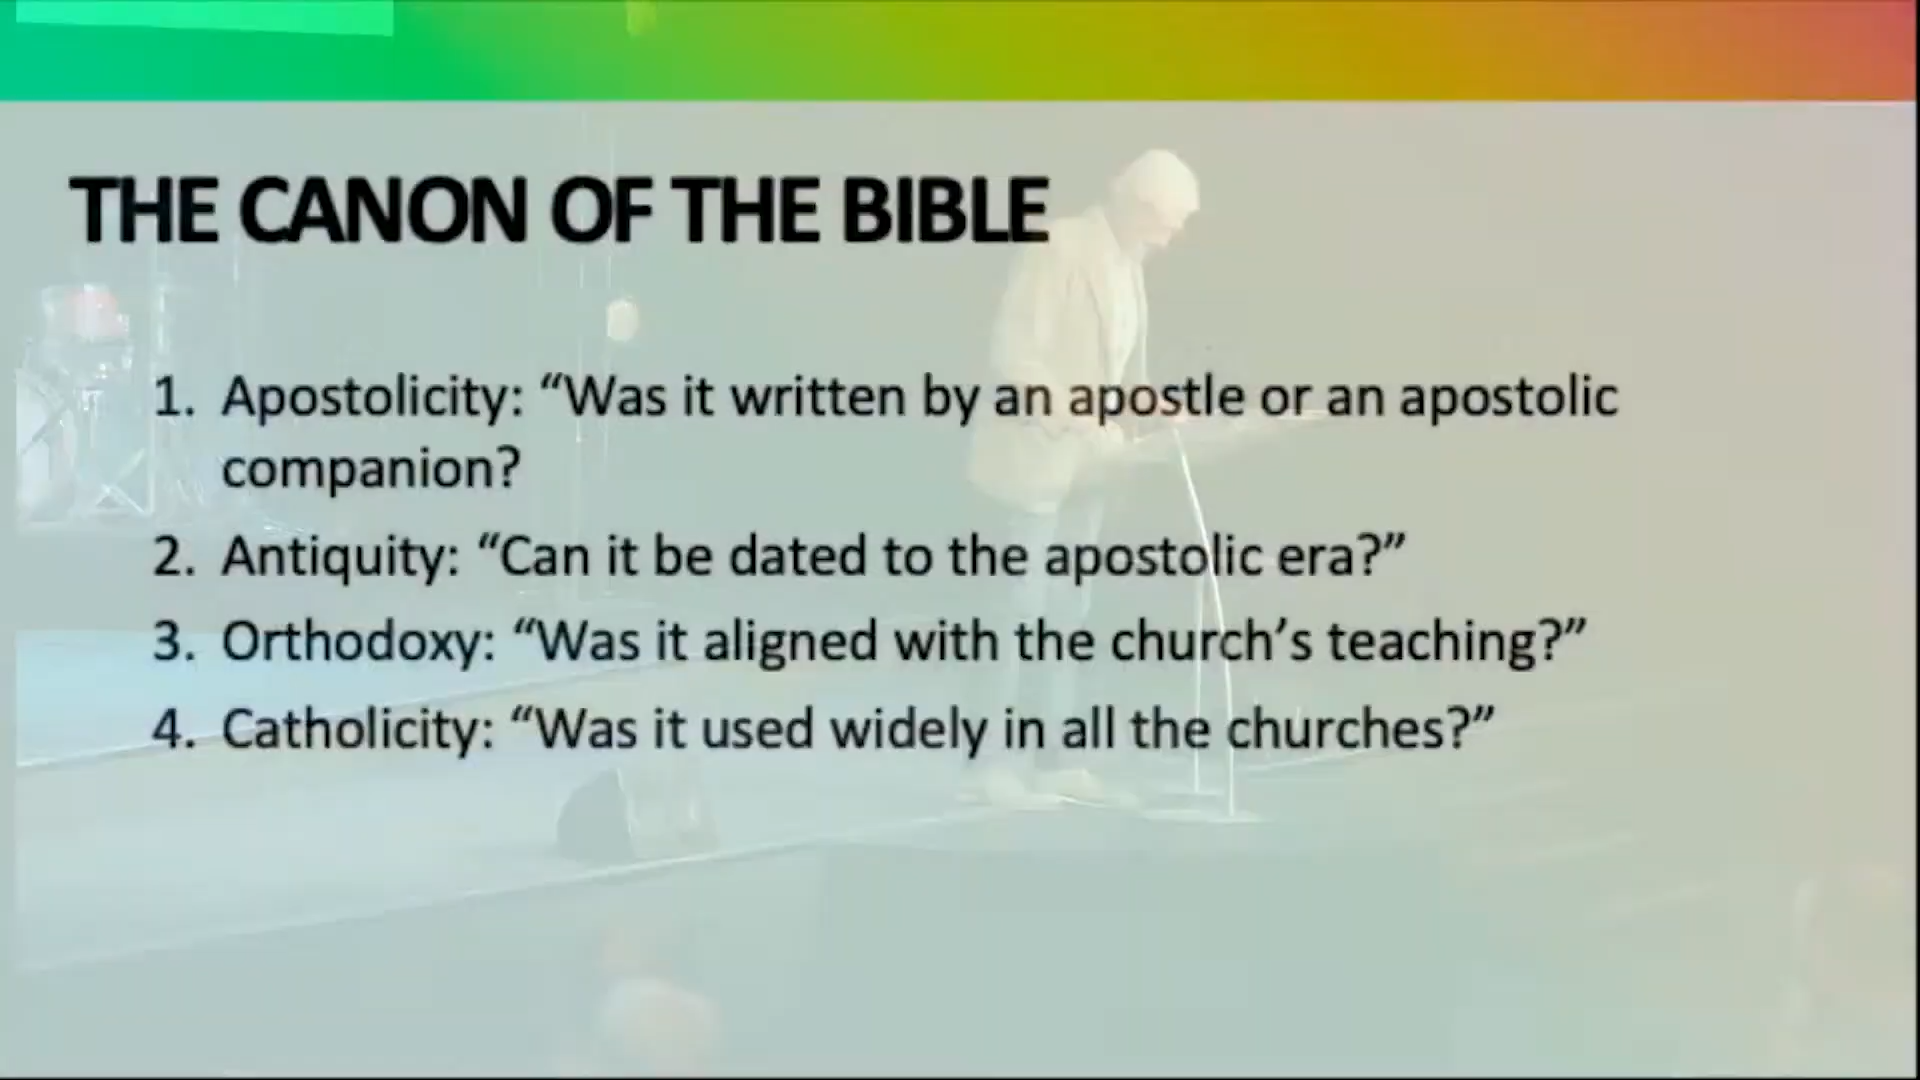 THE CANON OF THE BIBLE
1. Apostolicity: “Was it written by an apostle or an apostolic
companion?
2. Antiquity: “Can it be dated to the apostolic era?”
3. Orthodoxy: “Was it aligned with the church’s teaching?”
4. Catholicity: “Was it used widely in all the churches?”